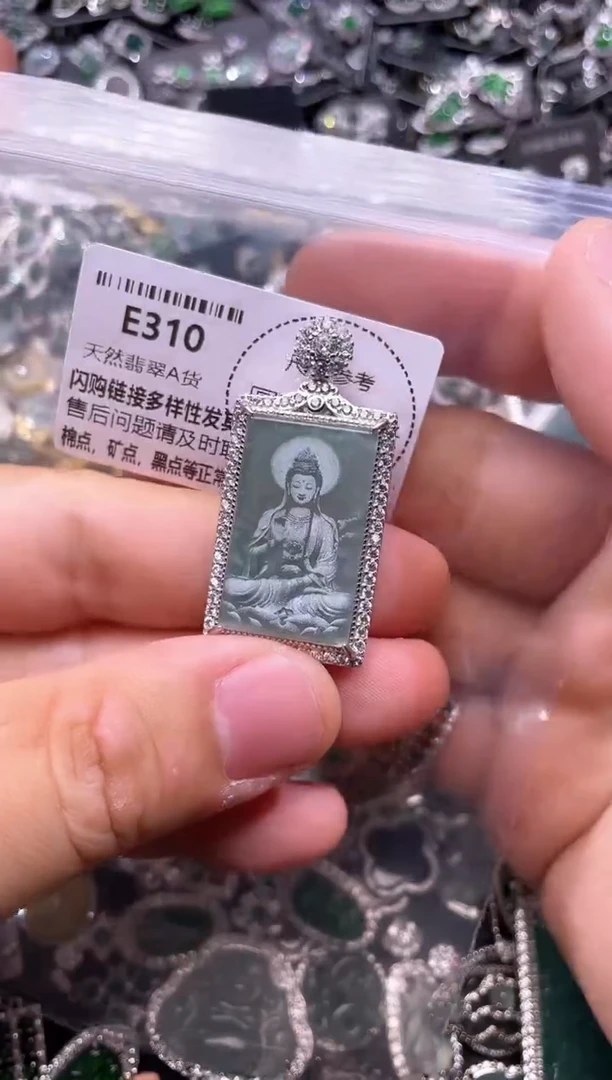 E310
天然翡翠A货
闪购链接多样性发
售后问题请及时
棉点，矿点，黑点等正常
参考